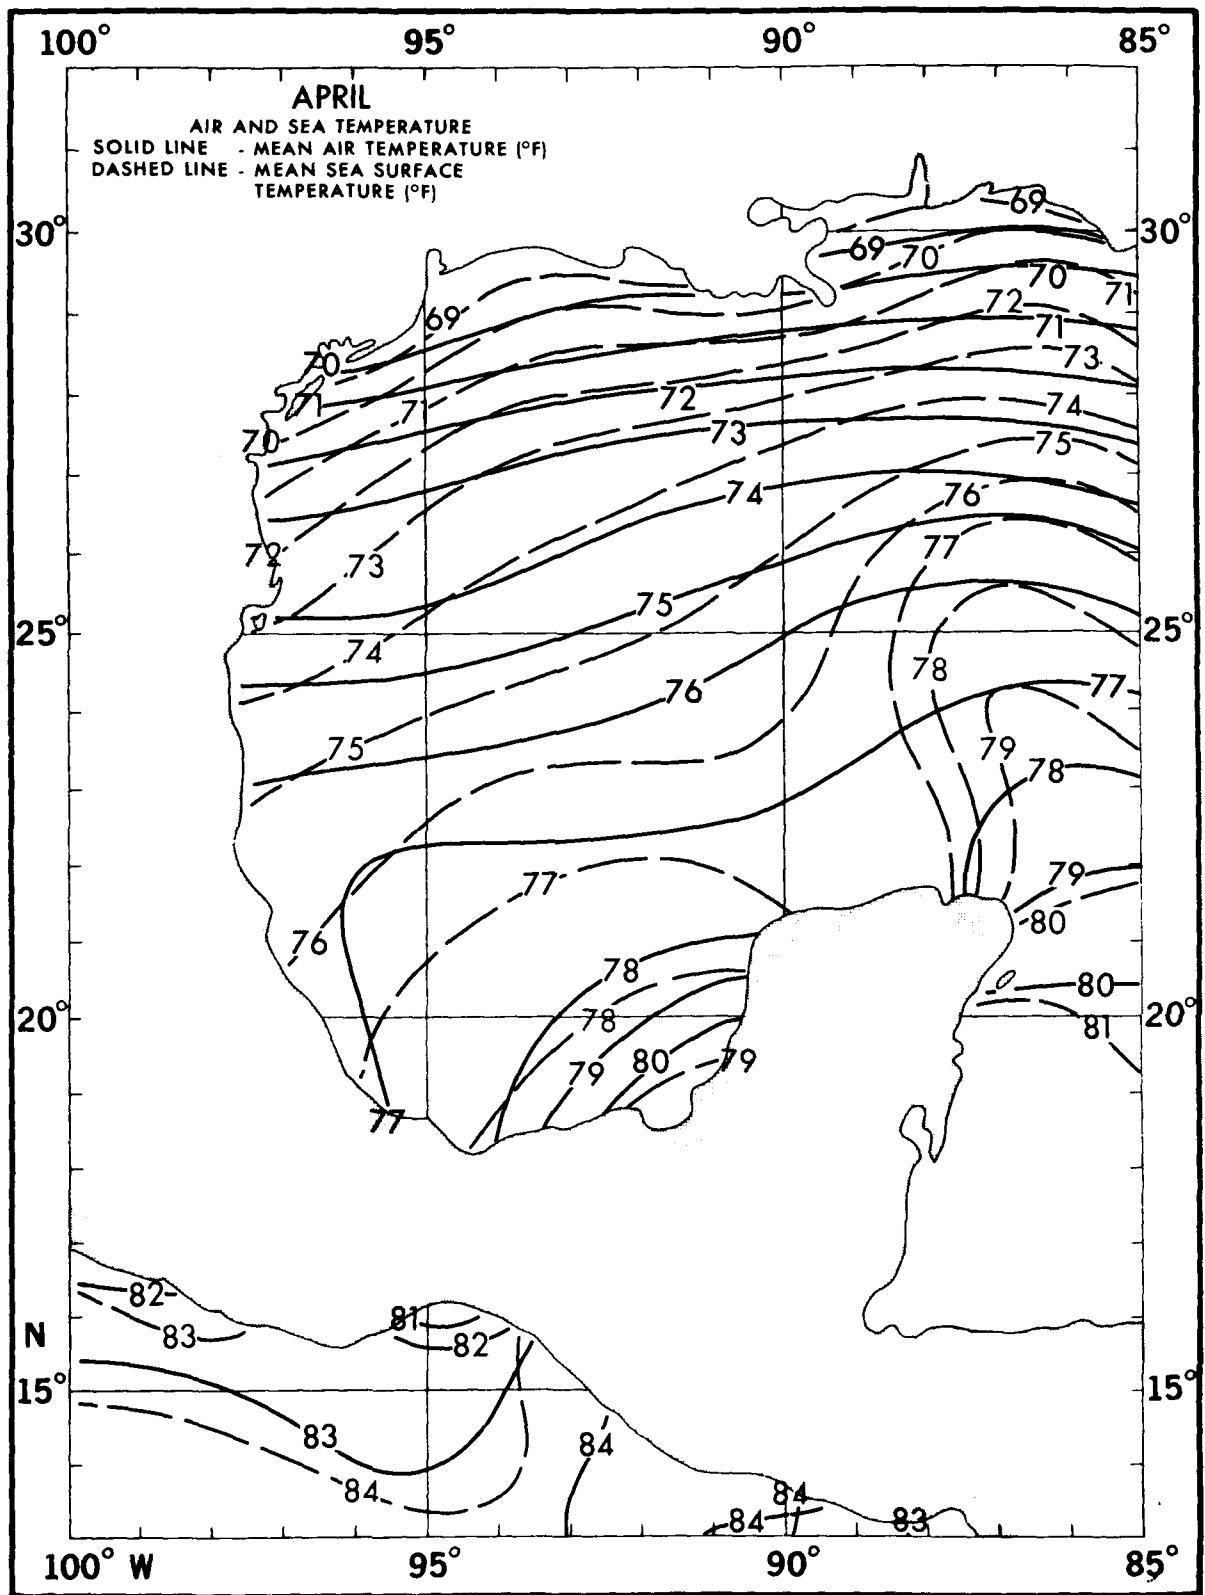 100° 95° 90° 85°
APRIL
AIR AND SEA TEMPERATURE
SOLID LINE - MEAN AIR TEMPERATURE (°F)
DASHED LINE - MEAN SEA SURFACE
TEMPERATURE (°F)
69
30° 30°
69 70
70
71
72
69
71
70 73
71 71 72 74
70 73 75
74 76
72 73 77
75
25° 25°
74 78
76 77
75 79
78
77 79
80
76
78
80
20° 78 20°
81
80 79
79
77
82
81
83 82
N
15° 15°
83
84
84
84
84 83
100° W 95° 90° 85°